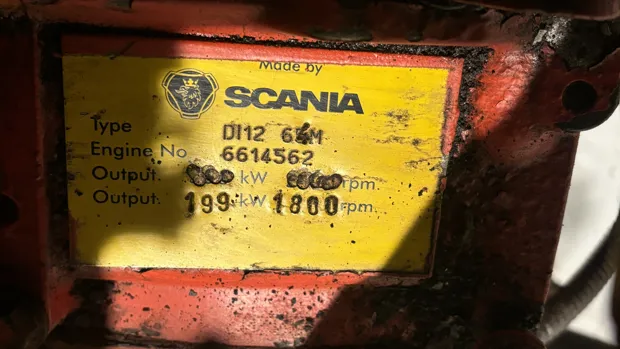 Made by
SCANIA
Type DI12 64M
Engine No 6614562
Output kW rpm
Output 199 kW 1800 rpm